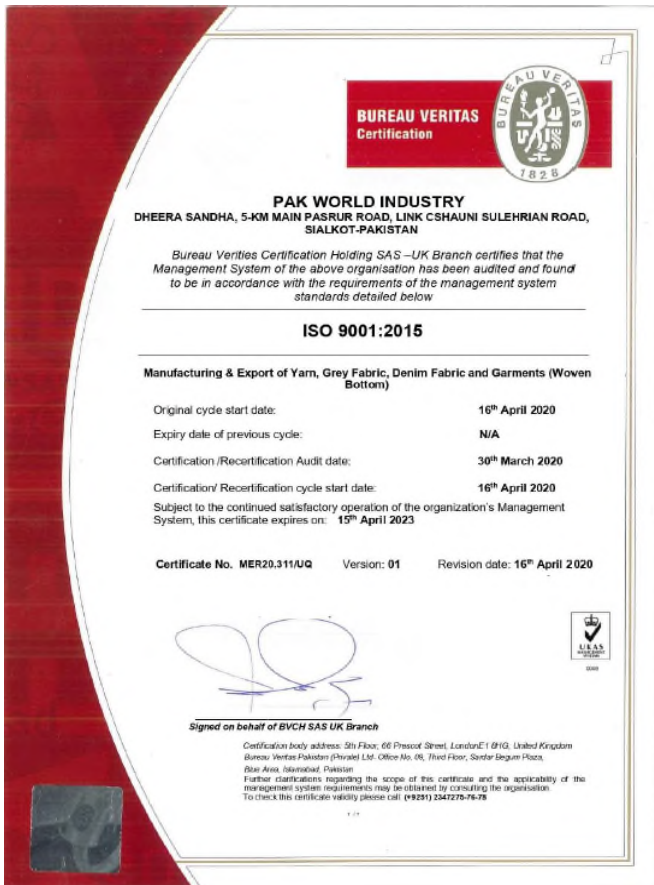 BUREAU VERITAS
Certification
BUREAU VERITAS
1828
PAK WORLD INDUSTRY
DHEERA SANDHA, 5-KM MAIN PASRUR ROAD, LINK CSHAUNI SULEHRIAN ROAD,
SIALKOT-PAKISTAN
Bureau Verities Certification Holding SAS –UK Branch certifies that the
Management System of the above organisation has been audited and found
to be in accordance with the requirements of the management system
standards detailed below
ISO 9001:2015
Manufacturing & Export of Yarn, Grey Fabric, Denim Fabric and Garments (Woven
Bottom)
Original cycle start date: 16th April 2020
Expiry date of previous cycle: N/A
Certification /Recertification Audit date: 30th March 2020
Certification/ Recertification cycle start date: 16th April 2020
Subject to the continued satisfactory operation of the organization's Management
System, this certificate expires on: 15th April 2023
Certificate No. MER20.311/UQ Version: 01 Revision date: 16th April 2020
UKAS
MANAGEMENT
SYSTEMS
Signed on behalf of BVCH SAS UK Branch
Certification body address: 5th Floor, 66 Prescot Street, LondonE1 8HG, United Kingdom
Bureau Veritas Pakistan (Private) Ltd- Office No. 09, Third Floor, Sardar Begum Plaza,
Blue Area, Islamabad, Pakistan
Further clarifications regarding the scope of this certificate and the applicability of the
management system requirements may be obtained by consulting the organisation.
To check this certificate validity please call: (+9251) 2347275-76-78